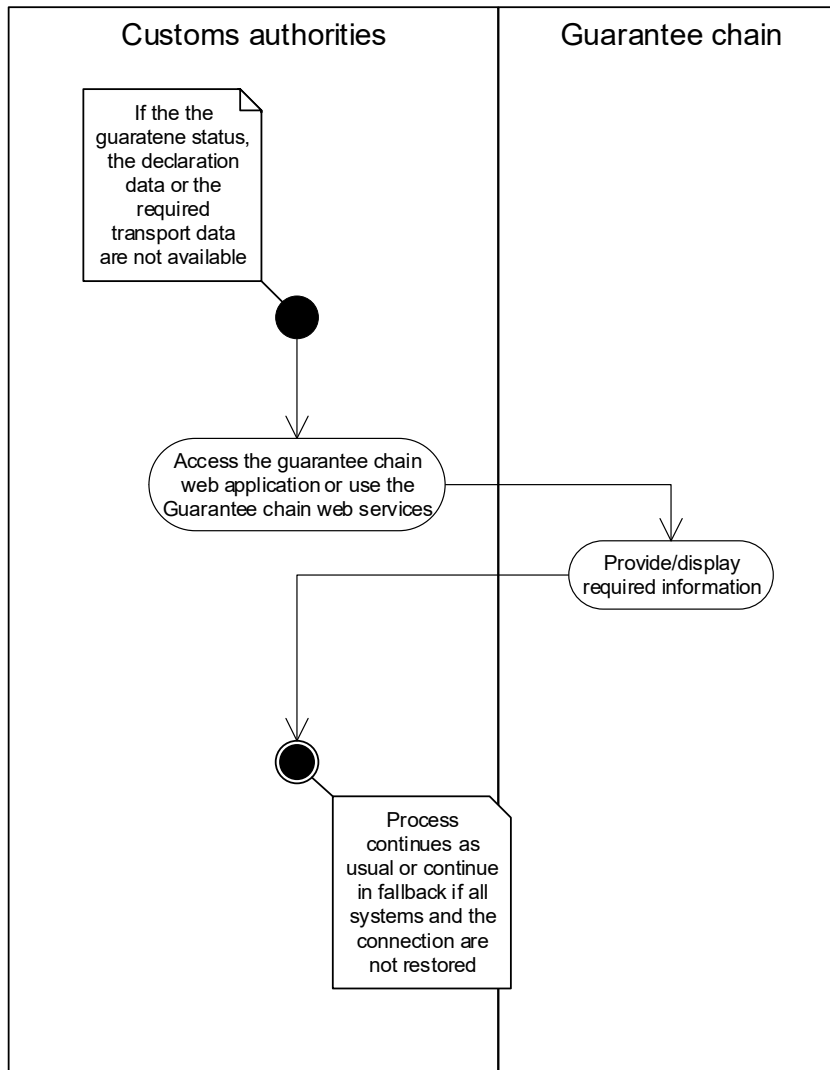 Customs authorities
Guarantee chain
If the the
guaratene status,
the declaration
data or the
required
transport data
are not available
Access the guarantee chain
web application or use the
Guarantee chain web services
Provide/display
required information
Process
continues as
usual or continue
in fallback if all
systems and the
connection are
not restored